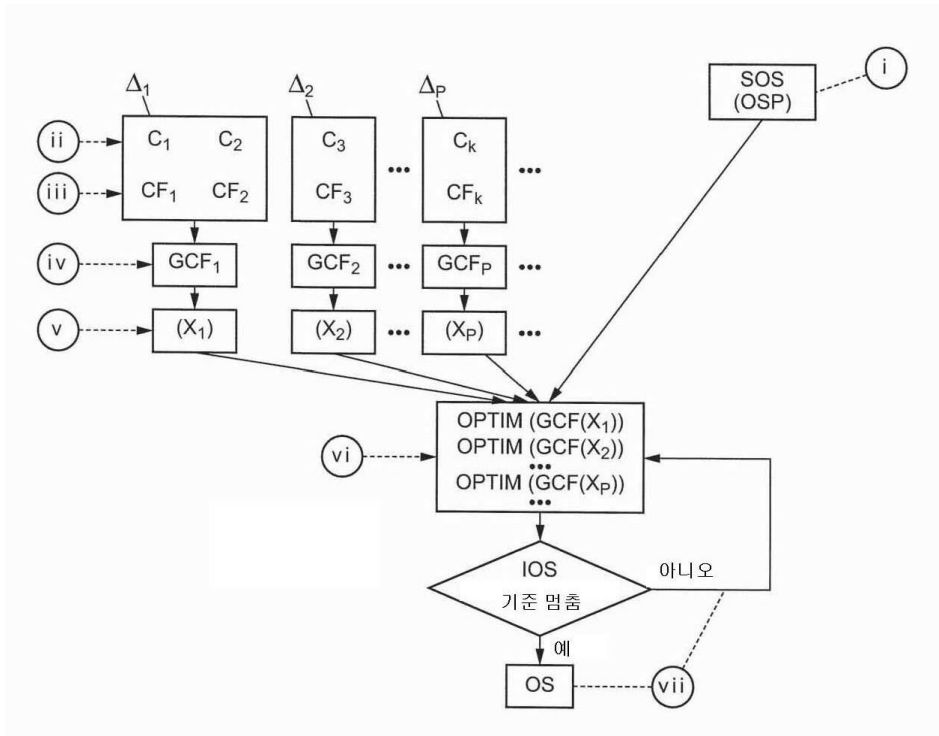 Δ₁ Δ₂ Δₚ
SOS
(OSP)
i
ii
C₁ C₂
C₃
•••
Cₖ
•••
iii
CF₁ CF₂
CF₃
CFₖ
iv
GCF₁
GCF₂
•••
GCFₚ
•••
v
(X₁)
(X₂)
•••
(Xₚ)
•••
vi
OPTIM (GCF(X₁))
OPTIM (GCF(X₂))
•••
OPTIM (GCF(Xₚ))
•••
IOS
기준 멈춤
아니오
예
OS
vii